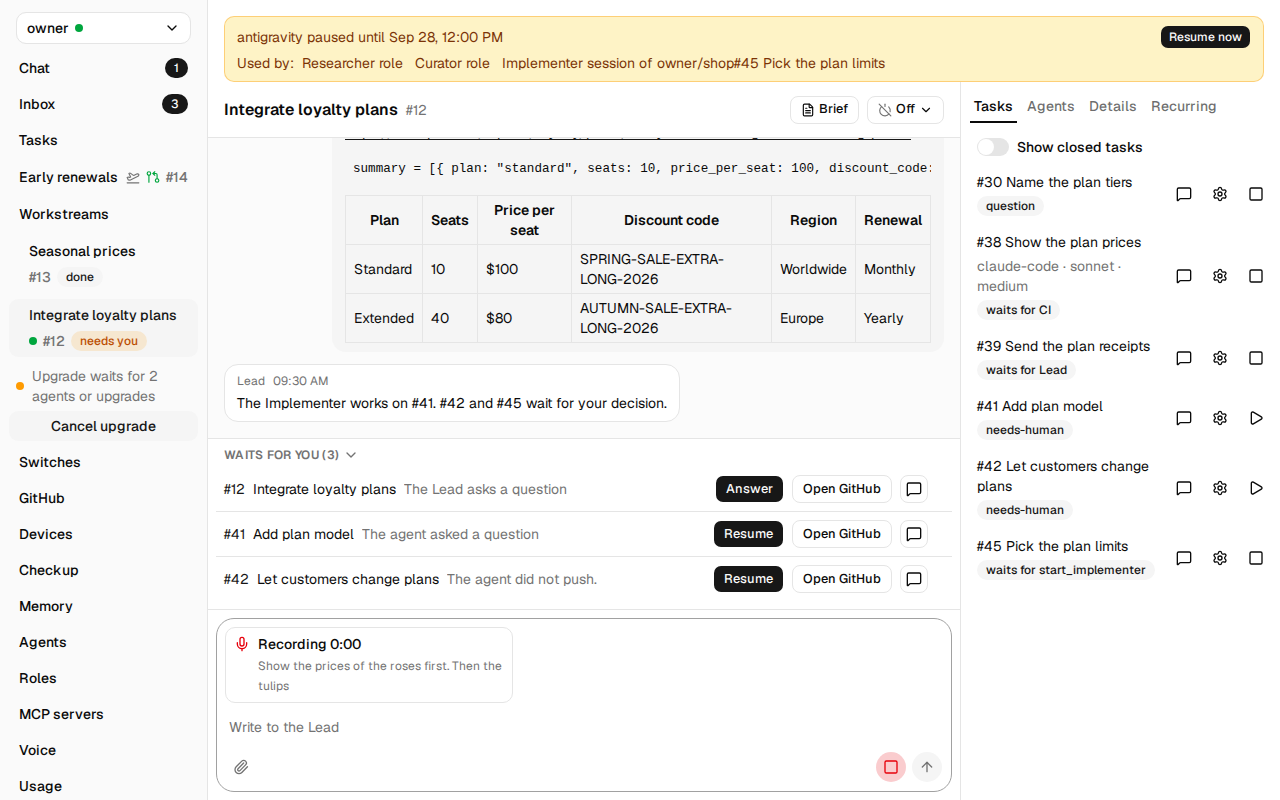 owner
Chat 1
Inbox 3
Tasks
Early renewals #14
Workstreams
Seasonal prices
#13 done
Integrate loyalty plans
#12 needs you
Upgrade waits for 2
agents or upgrades
Cancel upgrade
Switches
GitHub
Devices
Checkup
Memory
Agents
Roles
MCP servers
Voice
Usage
antigravity paused until Sep 28, 12:00 PM
Resume now
Used by: Researcher role Curator role Implementer session of owner/shop#45 Pick the plan limits
Integrate loyalty plans #12
Brief
Off
summary = [{ plan: "standard", seats: 10, price_per_seat: 100, discount_code:
Plan Seats Price per seat Discount code Region Renewal
Standard 10 $100 SPRING-SALE-EXTRA-LONG-2026 Worldwide Monthly
Extended 40 $80 AUTUMN-SALE-EXTRA-LONG-2026 Europe Yearly
Lead 09:30 AM
The Implementer works on #41. #42 and #45 wait for your decision.
WAITS FOR YOU (3)
#12 Integrate loyalty plans The Lead asks a question Answer Open GitHub
#41 Add plan model The agent asked a question Resume Open GitHub
#42 Let customers change plans The agent did not push. Resume Open GitHub
Recording 0:00
Show the prices of the roses first. Then the
tulips
Write to the Lead
Tasks Agents Details Recurring
Show closed tasks
#30 Name the plan tiers
question
#38 Show the plan prices
claude-code · sonnet ·
medium
waits for CI
#39 Send the plan receipts
waits for Lead
#41 Add plan model
needs-human
#42 Let customers change
plans
needs-human
#45 Pick the plan limits
waits for start_implementer